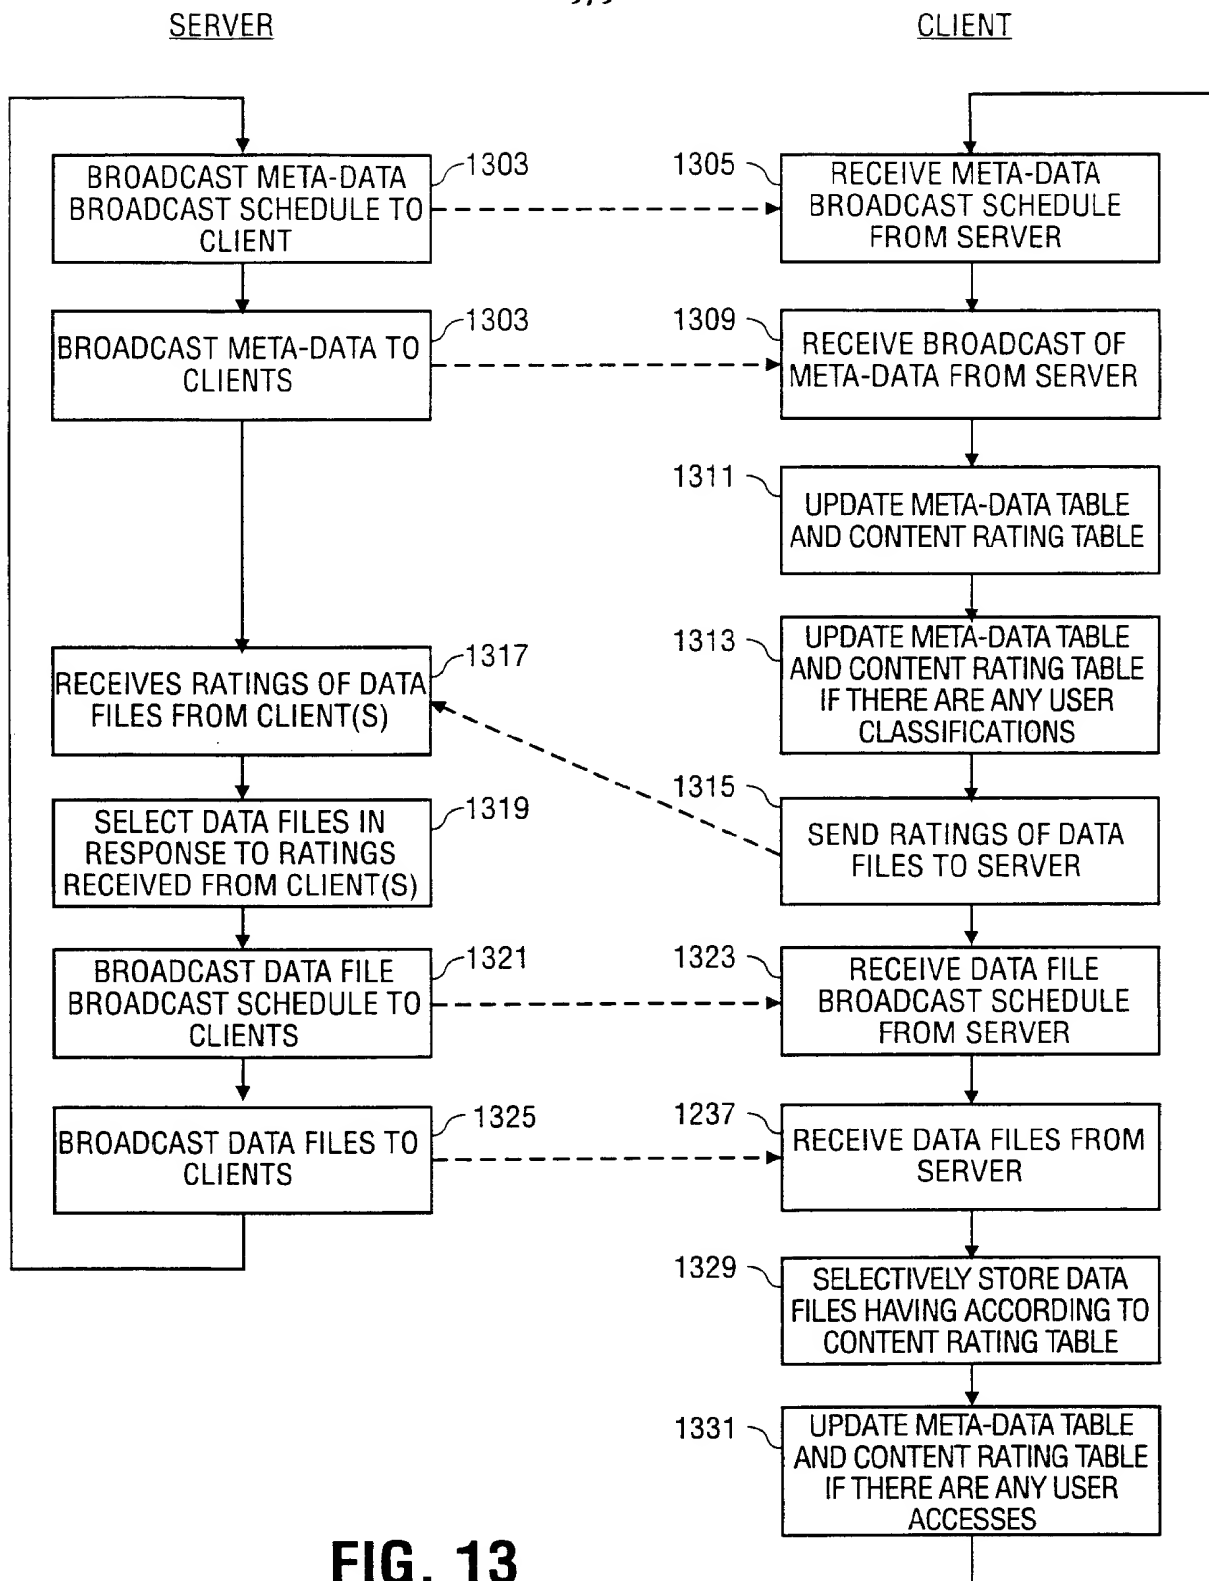 SERVER
CLIENT
BROADCAST META-DATA
BROADCAST SCHEDULE TO
CLIENT
1303
1305
RECEIVE META-DATA
BROADCAST SCHEDULE
FROM SERVER
BROADCAST META-DATA TO
CLIENTS
1303
1309
RECEIVE BROADCAST OF
META-DATA FROM SERVER
1311
UPDATE META-DATA TABLE
AND CONTENT RATING TABLE
1313
UPDATE META-DATA TABLE
AND CONTENT RATING TABLE
IF THERE ARE ANY USER
CLASSIFICATIONS
RECEIVES RATINGS OF DATA
FILES FROM CLIENT(S)
1317
1315
SEND RATINGS OF DATA
FILES TO SERVER
SELECT DATA FILES IN
RESPONSE TO RATINGS
RECEIVED FROM CLIENT(S)
1319
BROADCAST DATA FILE
BROADCAST SCHEDULE TO
CLIENTS
1321
1323
RECEIVE DATA FILE
BROADCAST SCHEDULE
FROM SERVER
BROADCAST DATA FILES TO
CLIENTS
1325
1237
RECEIVE DATA FILES FROM
SERVER
1329
SELECTIVELY STORE DATA
FILES HAVING ACCORDING TO
CONTENT RATING TABLE
1331
UPDATE META-DATA TABLE
AND CONTENT RATING TABLE
IF THERE ARE ANY USER
ACCESSES
FIG. 13